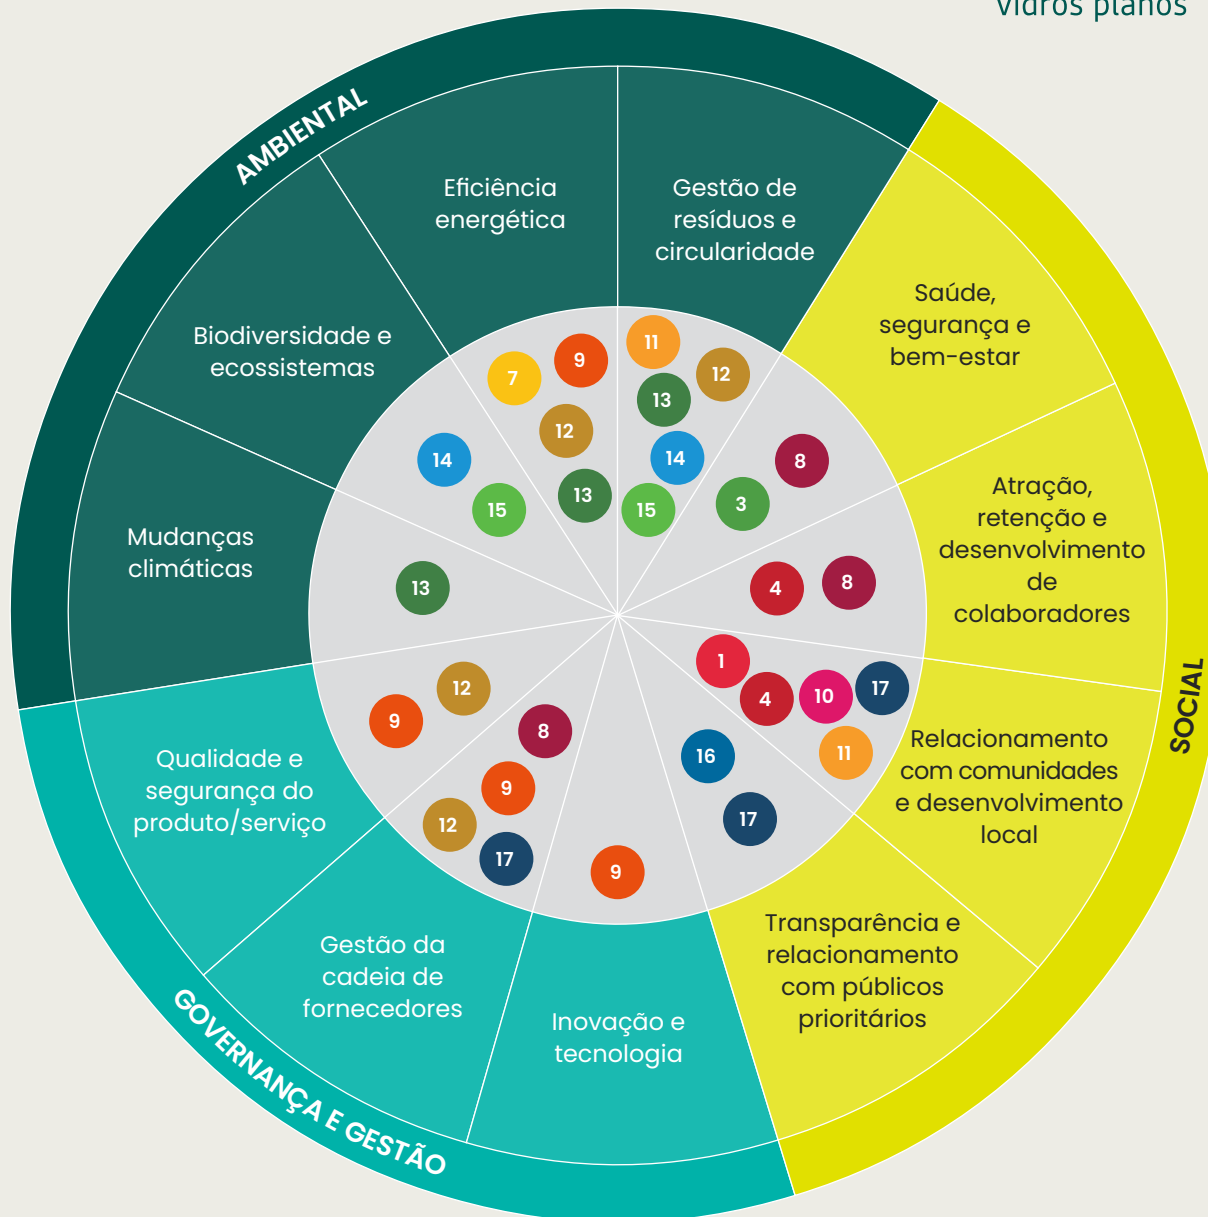 vidros planos
AMBIENTAL
Eficiência
energética
Gestão de
resíduos e
circularidade
Saúde,
segurança e
bem-estar
Biodiversidade e
ecossistemas
Atração,
retenção e
desenvolvimento
de
colaboradores
Mudanças
climáticas
SOCIAL
Relacionamento
com comunidades
e desenvolvimento
local
Qualidade e
segurança do
produto/serviço
Transparência e
relacionamento
com públicos
prioritários
Gestão da
cadeia de
fornecedores
Inovação e
tecnologia
GOVERNANÇA E GESTÃO
7
9
12
13
11
12
13
14
15
8
3
4
8
1
4
10
17
11
16
17
9
8
9
12
17
12
9
13
14
15